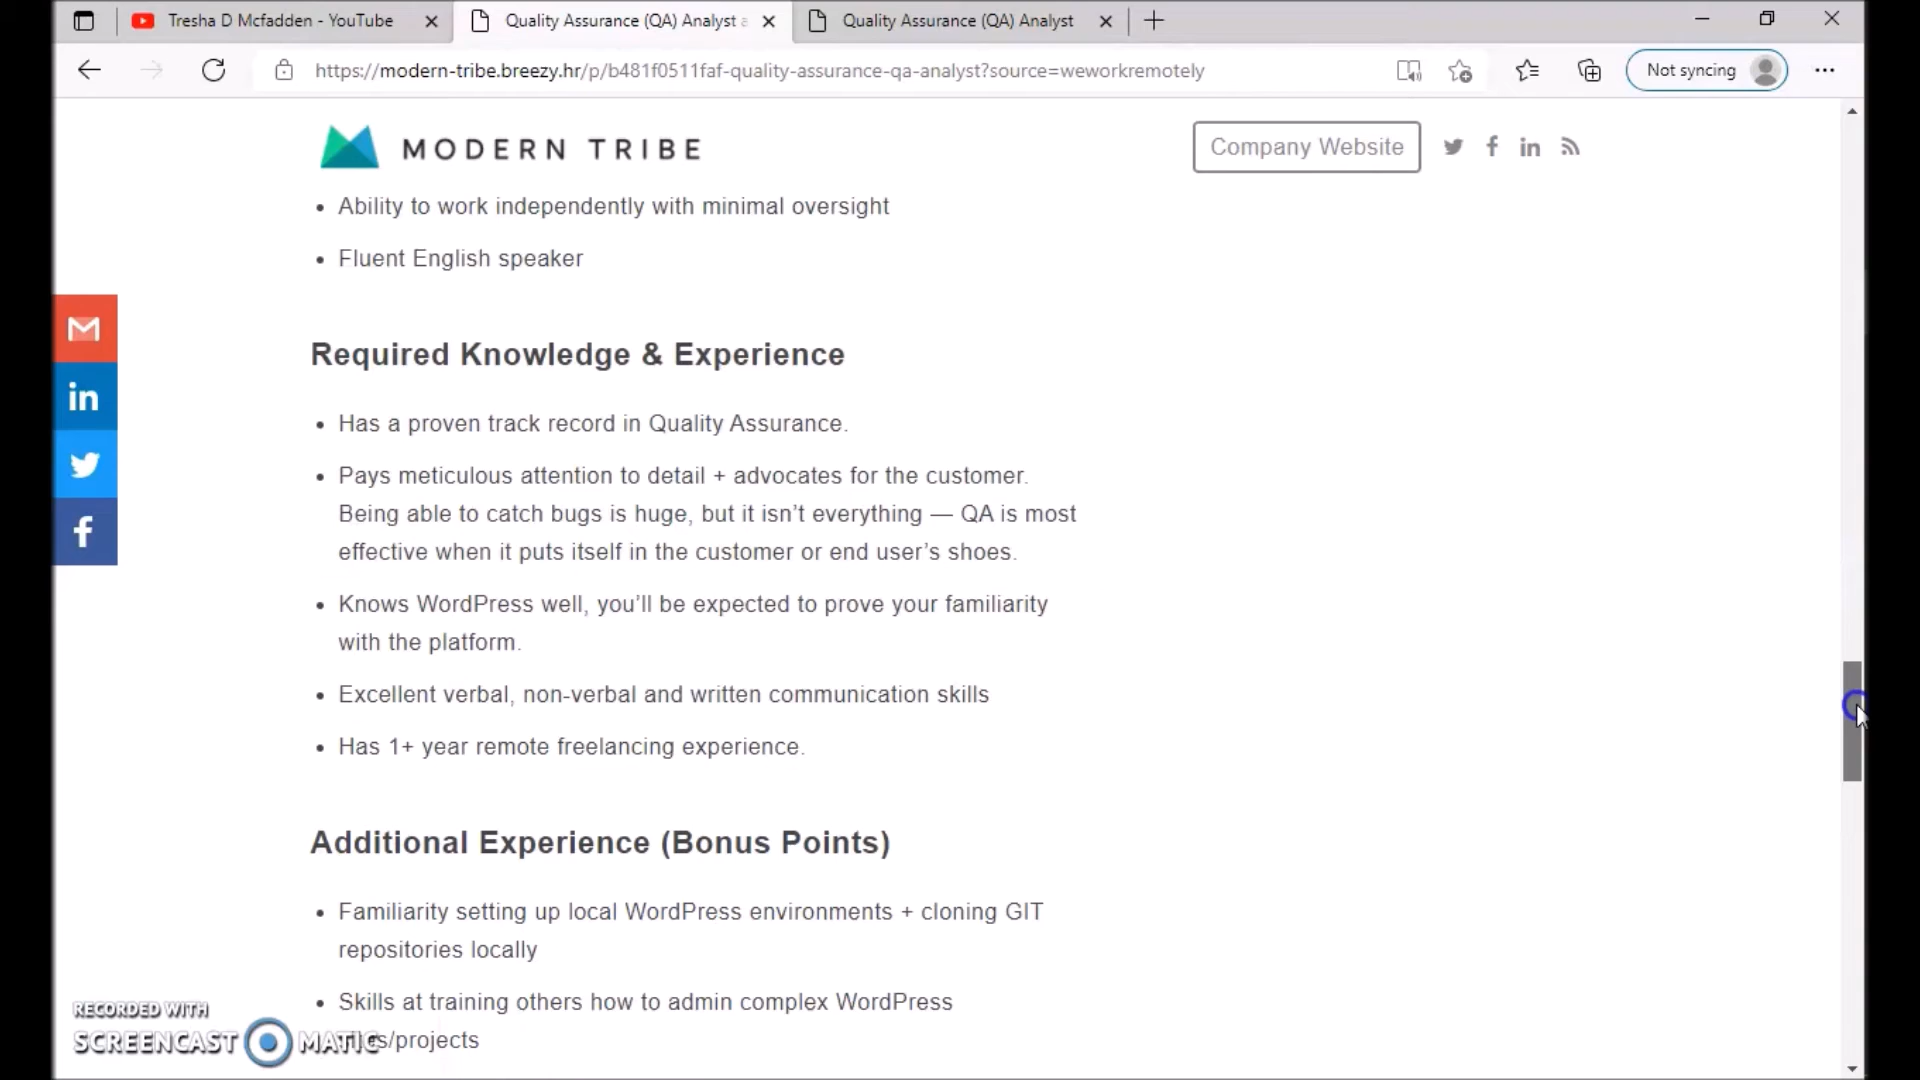 Tresha D Mcfadden - YouTube
Quality Assurance (QA) Analyst
Quality Assurance (QA) Analyst
https://modern-tribe.breezy.hr/p/b481f0511faf-quality-assurance-qa-analyst?source=weworkremotely
Not syncing
MODERN TRIBE
Company Website
• Ability to work independently with minimal oversight
• Fluent English speaker
Required Knowledge & Experience
• Has a proven track record in Quality Assurance.
• Pays meticulous attention to detail + advocates for the customer.
Being able to catch bugs is huge, but it isn’t everything — QA is most
effective when it puts itself in the customer or end user’s shoes.
• Knows WordPress well, you’ll be expected to prove your familiarity
with the platform.
• Excellent verbal, non-verbal and written communication skills
• Has 1+ year remote freelancing experience.
Additional Experience (Bonus Points)
• Familiarity setting up local WordPress environments + cloning GIT
repositories locally
• Skills at training others how to admin complex WordPress
/projects
RECORDED WITH
SCREENCAST MATIC